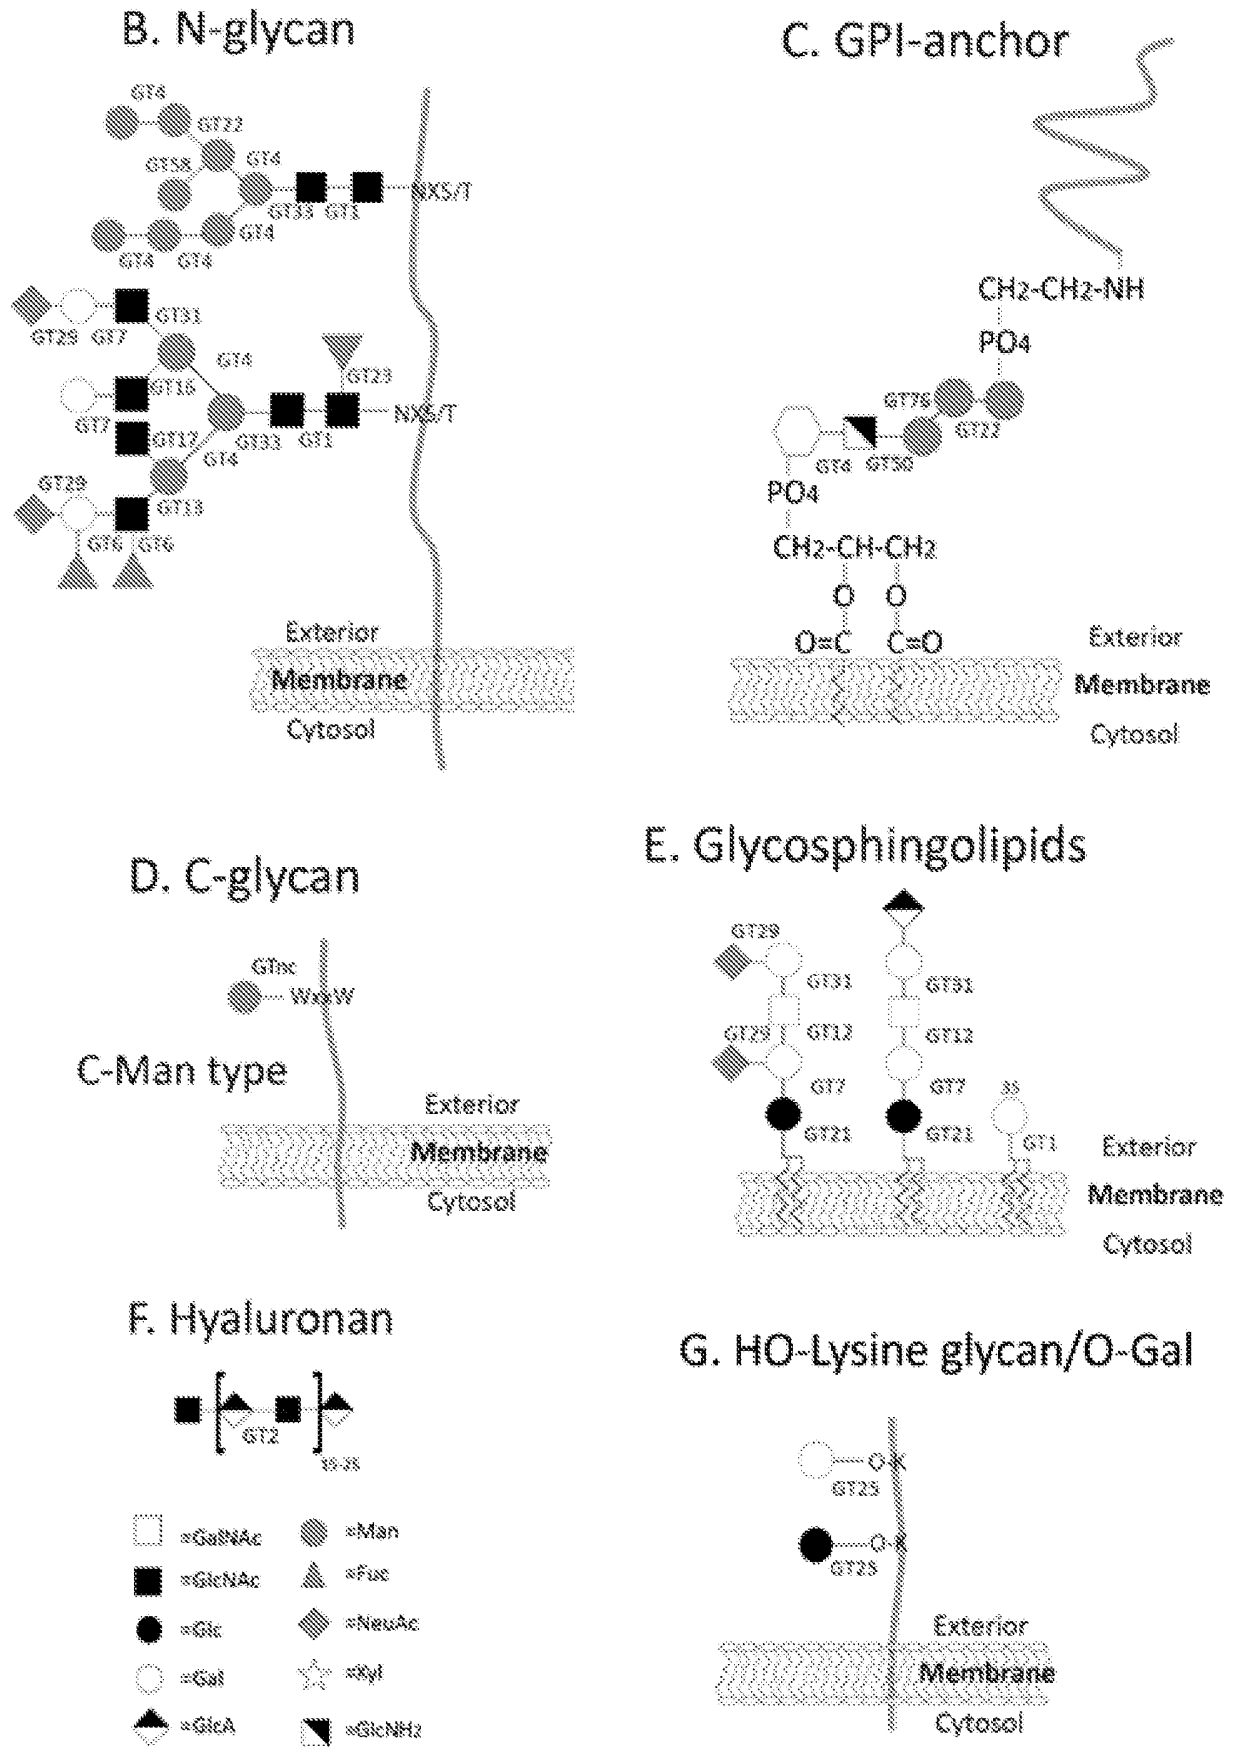 B. N-glycan
GT4
GT22
GT58
GT4
GT33 GT1
NXS/T
GT4
GT4 GT4
GT31
GT29 GT7
GT4
GT23
GT16
GT7
NXS/T
GT17
GT33 GT1
GT4
GT29
GT13
GT6 GT6
Exterior
Membrane
Cytosol
C. GPI-anchor
CH2-CH2-NH
PO4
GT76
GT22
GT4 GT50
PO4
CH2-CH-CH2
O O
O=C C=O
Exterior
Membrane
Cytosol
D. C-glycan
GTnc
WxxW
C-Man type
Exterior
Membrane
Cytosol
E. Glycosphingolipids
GT29
GT31 GT31
GT29 GT12 GT12
GT7 GT7
3S
GT21 GT21 GT1
Exterior
Membrane
Cytosol
F. Hyaluronan
GT2
=GalNAc =Man
=GlcNAc =Fuc
=Glc =NeuAc
=Gal =Xyl
=GlcA =GlcNH2
G. HO-Lysine glycan/O-Gal
O-K
GT25
O-K
GT25
Exterior
Membrane
Cytosol